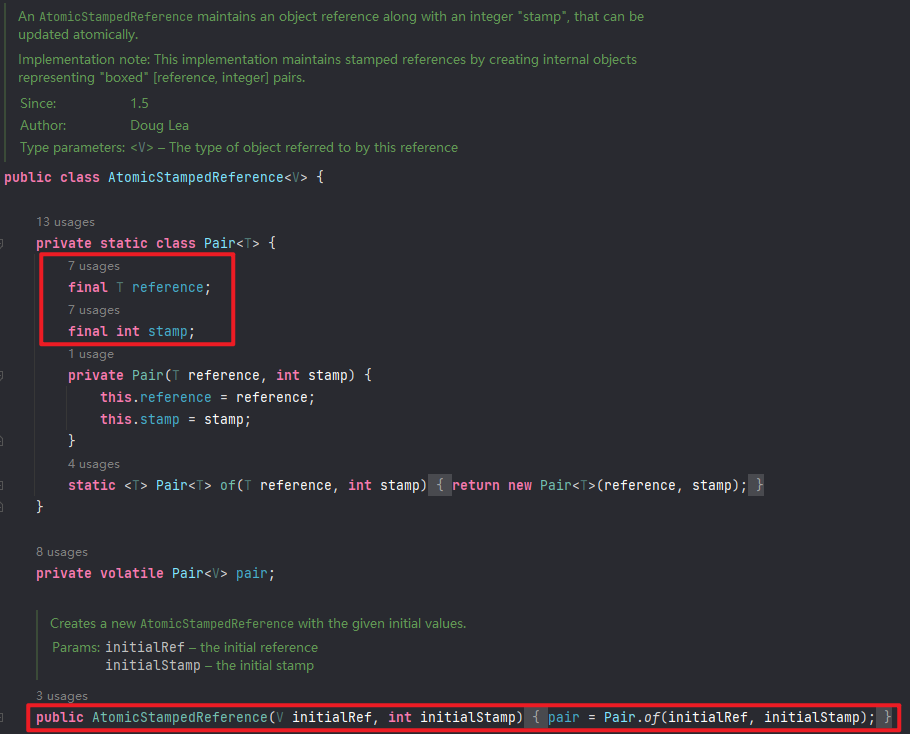 An AtomicStampedReference maintains an object reference along with an integer "stamp", that can be
updated atomically.
Implementation note: This implementation maintains stamped references by creating internal objects
representing "boxed" [reference, integer] pairs.
Since: 1.5
Author: Doug Lea
Type parameters: <V> – The type of object referred to by this reference
public class AtomicStampedReference<V> {
13 usages
private static class Pair<T> {
7 usages
final T reference;
7 usages
final int stamp;
1 usage
private Pair(T reference, int stamp) {
this.reference = reference;
this.stamp = stamp;
}
4 usages
static <T> Pair<T> of(T reference, int stamp) { return new Pair<T>(reference, stamp); }
}
8 usages
private volatile Pair<V> pair;
Creates a new AtomicStampedReference with the given initial values.
Params: initialRef – the initial reference
initialStamp – the initial stamp
3 usages
public AtomicStampedReference(V initialRef, int initialStamp) { pair = Pair.of(initialRef, initialStamp); }